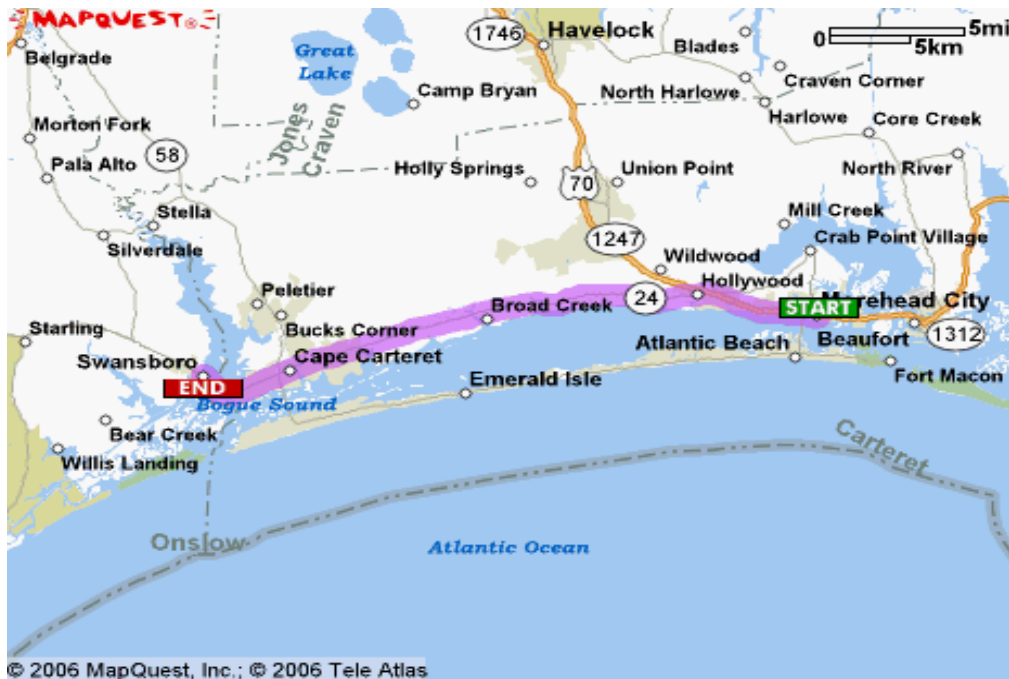 MAPQUEST®
1746
Havelock
Blades
0 5mi
5km
Belgrade
Great
Lake
Camp Bryan
Craven Corner
North Harlowe
Harlowe
Core Creek
Morton Fork
58
Jones
Craven
Pala Alto
Holly Springs
70
Union Point
North River
Stella
Mill Creek
Silverdale
1247
Wildwood
Crab Point Village
Hollywood
Peletier
24
Broad Creek
START
Morehead City
Bucks Corner
Starling
Swansboro
Cape Carteret
Atlantic Beach
Beaufort
1312
END
Emerald Isle
Fort Macon
Bogue Sound
Bear Creek
Willis Landing
Carteret
Onslow
Atlantic Ocean
© 2006 MapQuest, Inc.; © 2006 Tele Atlas